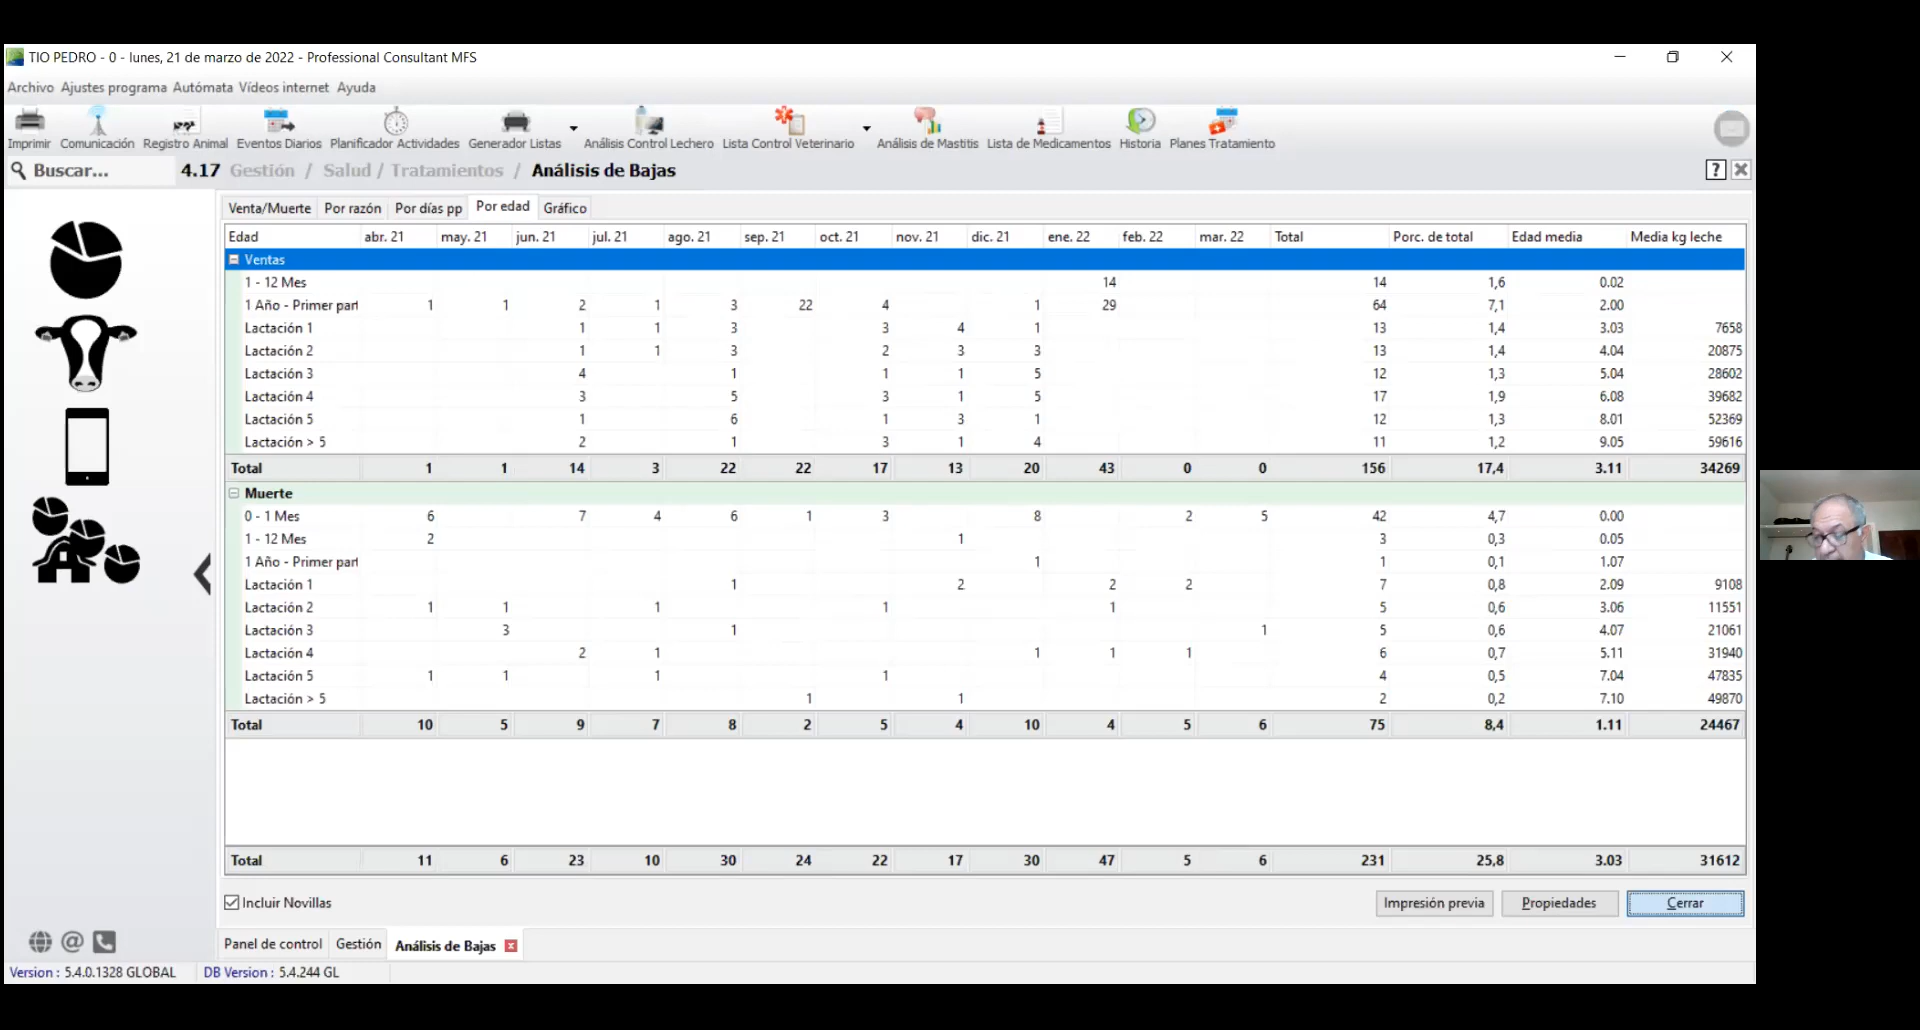 TIO PEDRO - 0 - lunes, 21 de marzo de 2022 - Professional Consultant MFS
Archivo Ajustes programa Autómata Vídeos internet Ayuda
Imprimir Comunicación Registro Animal Eventos Diarios Planificador Actividades Generador Listas Análisis Control Lechero Lista Control Veterinario Análisis de Mastitis Lista de Medicamentos Historia Planes Tratamiento
Buscar... 4.17 Gestión / Salud / Tratamientos / Análisis de Bajas ?
Venta/Muerte Por razón Por días pp Por edad Gráfico
Edad abr. 21 may. 21 jun. 21 jul. 21 ago. 21 sep. 21 oct. 21 nov. 21 dic. 21 ene. 22 feb. 22 mar. 22 Total Porc. de total Edad media Media kg leche
Ventas
1 - 12 Mes 14 14 1,6 0.02
1 Año - Primer part 1 1 2 1 3 22 4 1 29 64 7,1 2.00
Lactación 1 1 1 3 3 4 1 13 1,4 3.03 7658
Lactación 2 1 1 3 2 3 3 13 1,4 4.04 20875
Lactación 3 4 1 1 1 5 12 1,3 5.04 28602
Lactación 4 3 5 3 1 5 17 1,9 6.08 39682
Lactación 5 1 6 1 3 1 12 1,3 8.01 52369
Lactación > 5 2 1 3 1 4 11 1,2 9.05 59616
Total 1 1 14 3 22 22 17 13 20 43 0 0 156 17,4 3.11 34269
Muerte
0 - 1 Mes 6 7 4 6 1 3 8 2 5 42 4,7 0.00
1 - 12 Mes 2 1 3 0,3 0.05
1 Año - Primer part 1 1 0,1 1.07
Lactación 1 1 2 2 2 7 0,8 2.09 9108
Lactación 2 1 1 1 1 1 5 0,6 3.06 11551
Lactación 3 3 1 1 5 0,6 4.07 21061
Lactación 4 2 1 1 1 1 6 0,7 5.11 31940
Lactación 5 1 1 1 1 4 0,5 7.04 47835
Lactación > 5 1 1 2 0,2 7.10 49870
Total 10 5 9 7 8 2 5 4 10 4 5 6 75 8,4 1.11 24467
Total 11 6 23 10 30 24 22 17 30 47 5 6 231 25,8 3.03 31612
Incluir Novillas Impresión previa Propiedades Cerrar
Panel de control Gestión Análisis de Bajas
Version : 5.4.0.1328 GLOBAL DB Version : 5.4.244 GL